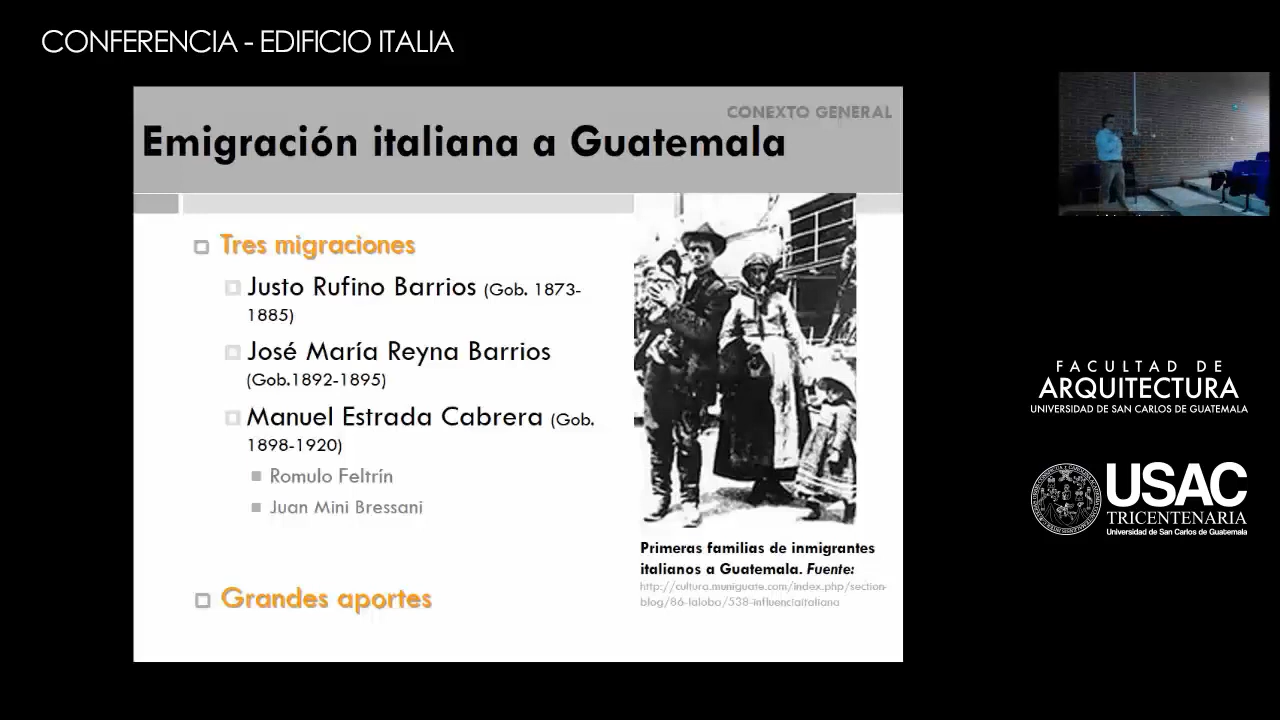 CONFERENCIA - EDIFICIO ITALIA
CONEXTO GENERAL
Emigración italiana a Guatemala
Tres migraciones
Justo Rufino Barrios (Gob. 1873-
1885)
José María Reyna Barrios
(Gob.1892-1895)
Manuel Estrada Cabrera (Gob.
1898-1920)
Romulo Feltrín
Juan Mini Bressani
Grandes aportes
Primeras familias de inmigrantes
italianos a Guatemala. Fuente:
http://cultura.muniguate.com/index.php/section-
blog/86-lalobo/538-influenciaitaliana
FACULTAD DE
ARQUITECTURA
UNIVERSIDAD DE SAN CARLOS DE GUATEMALA
USAC
TRICENTENARIA
Universidad de San Carlos de Guatemala